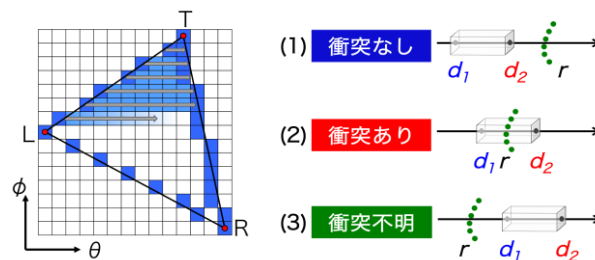 T
L
R
φ
θ
(1) 衝突なし
d1 d2 r
(2) 衝突あり
d1 r d2
(3) 衝突不明
r d1 d2